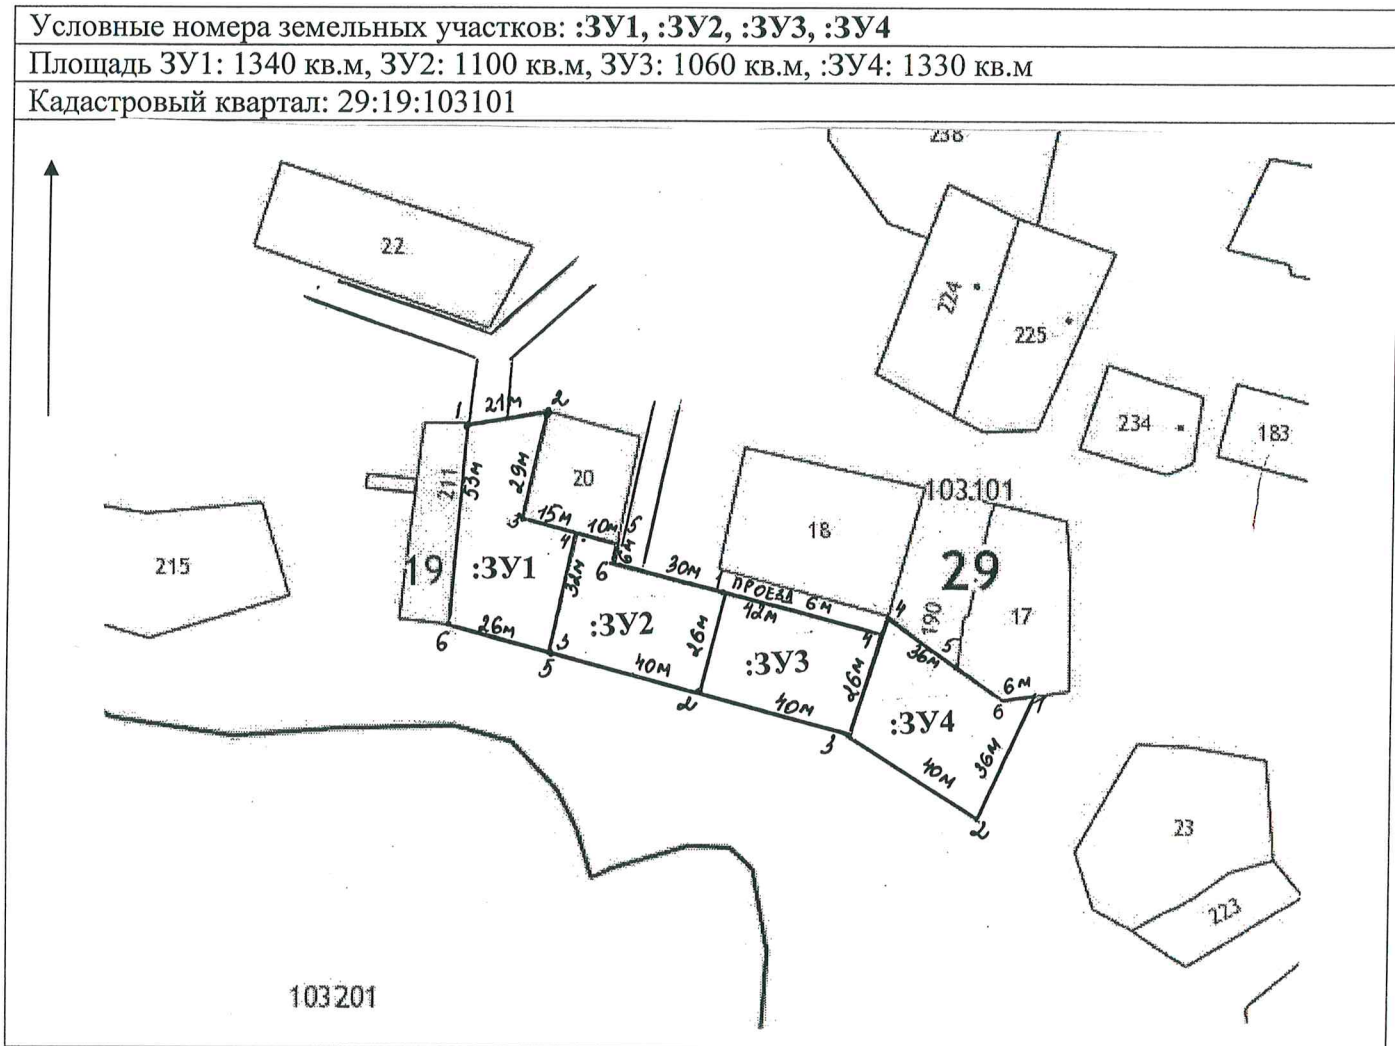 Условные номера земельных участков: :ЗУ1, :ЗУ2, :ЗУ3, :ЗУ4
Площадь ЗУ1: 1340 кв.м, ЗУ2: 1100 кв.м, ЗУ3: 1060 кв.м, :ЗУ4: 1330 кв.м
Кадастровый квартал: 29:19:103101
238
22
224
225
234
183
1
21м
2
211
53м
29м
20
3
15м
10м
5
4
6м
6
18
103101
29
190
17
215
19
:ЗУ1
32м
30м
ПРОЕЗД 6м
42м
4
36м
5
26м
:ЗУ2
26м
:ЗУ3
4
26м
6м
6
7
6
3
5
40м
2
40м
3
:ЗУ4
40м
36м
2
23
223
103201